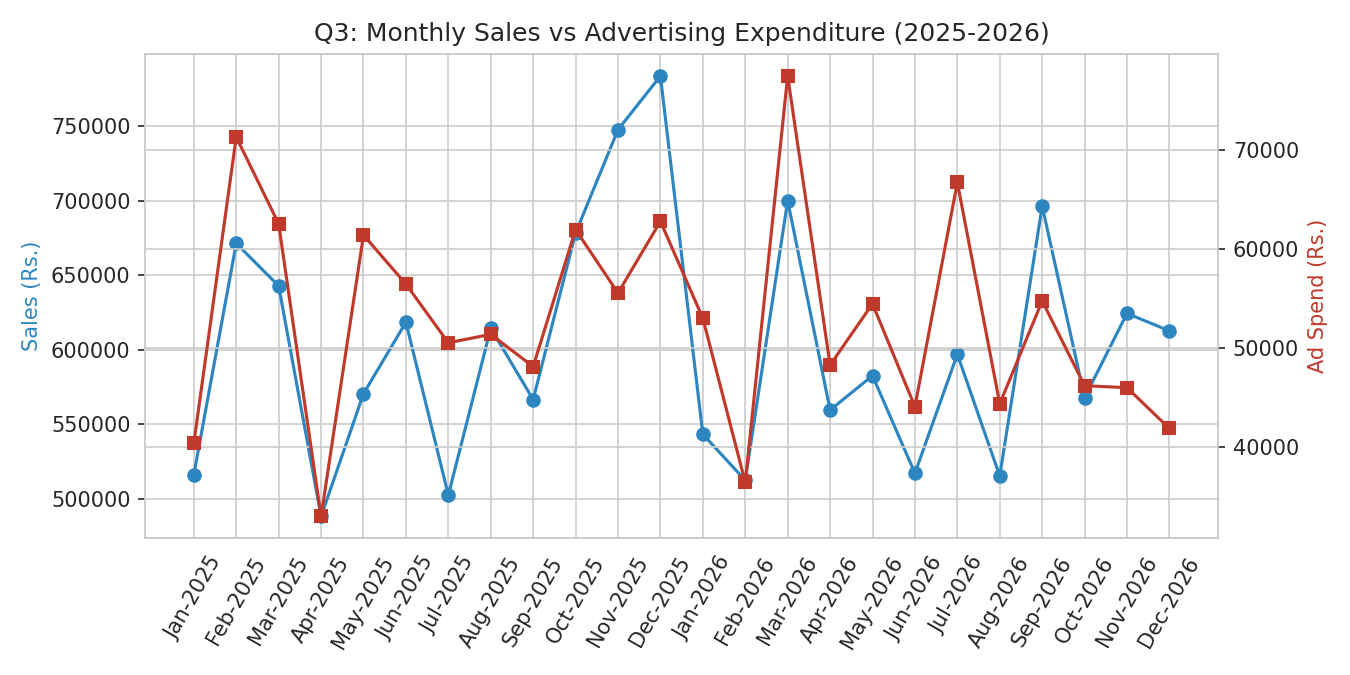 Q3: Monthly Sales vs Advertising Expenditure (2025-2026)
Sales (Rs.)
750000
700000
650000
600000
550000
500000
70000
60000
50000
40000
Ad Spend (Rs.)
Jan-2025
Feb-2025
Mar-2025
Apr-2025
May-2025
Jun-2025
Jul-2025
Aug-2025
Sep-2025
Oct-2025
Nov-2025
Dec-2025
Jan-2026
Feb-2026
Mar-2026
Apr-2026
May-2026
Jun-2026
Jul-2026
Aug-2026
Sep-2026
Oct-2026
Nov-2026
Dec-2026